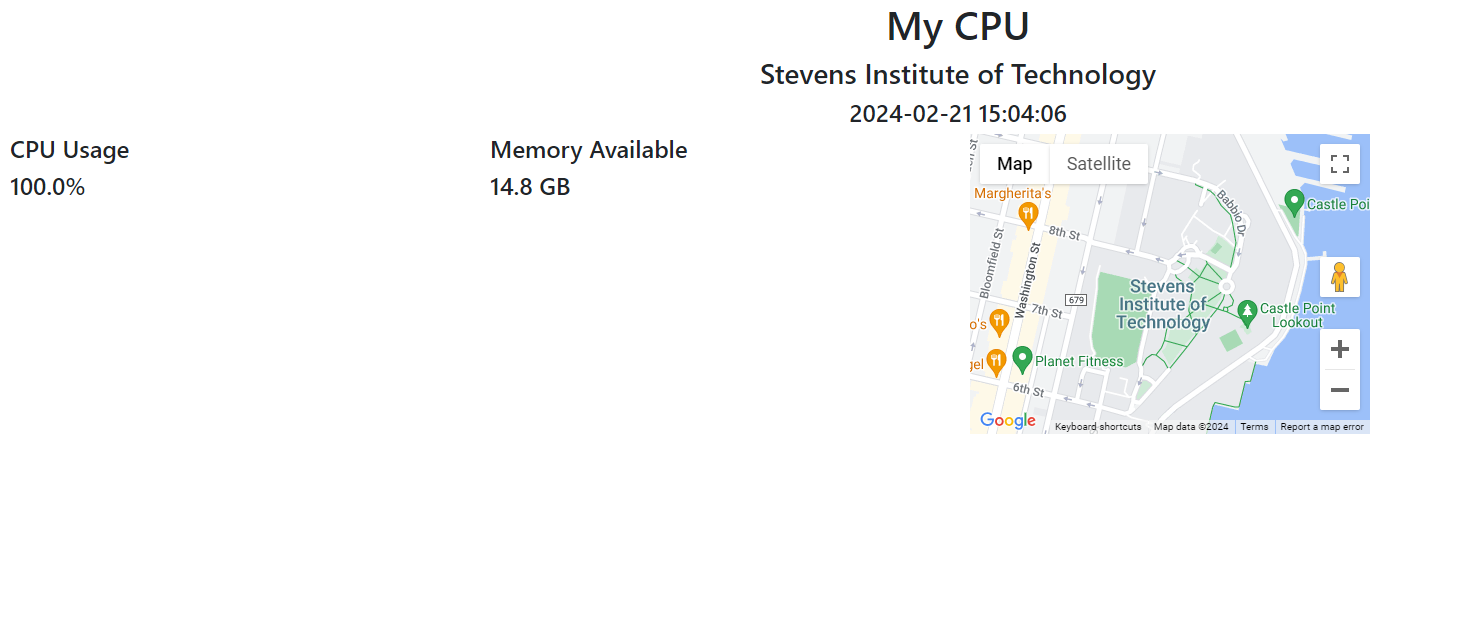 My CPU
Stevens Institute of Technology
2024-02-21 15:04:06
CPU Usage
100.0%
Memory Available
14.8 GB
Map
Satellite
Margherita's
Babbio Dr
Castle Poi
8th St
Bloomfield St
Washington St
679
Stevens
Institute of
Technology
7th St
Castle Point
Lookout
o's
gel
Planet Fitness
6th St
Google
Keyboard shortcuts
Map data ©2024
Terms
Report a map error